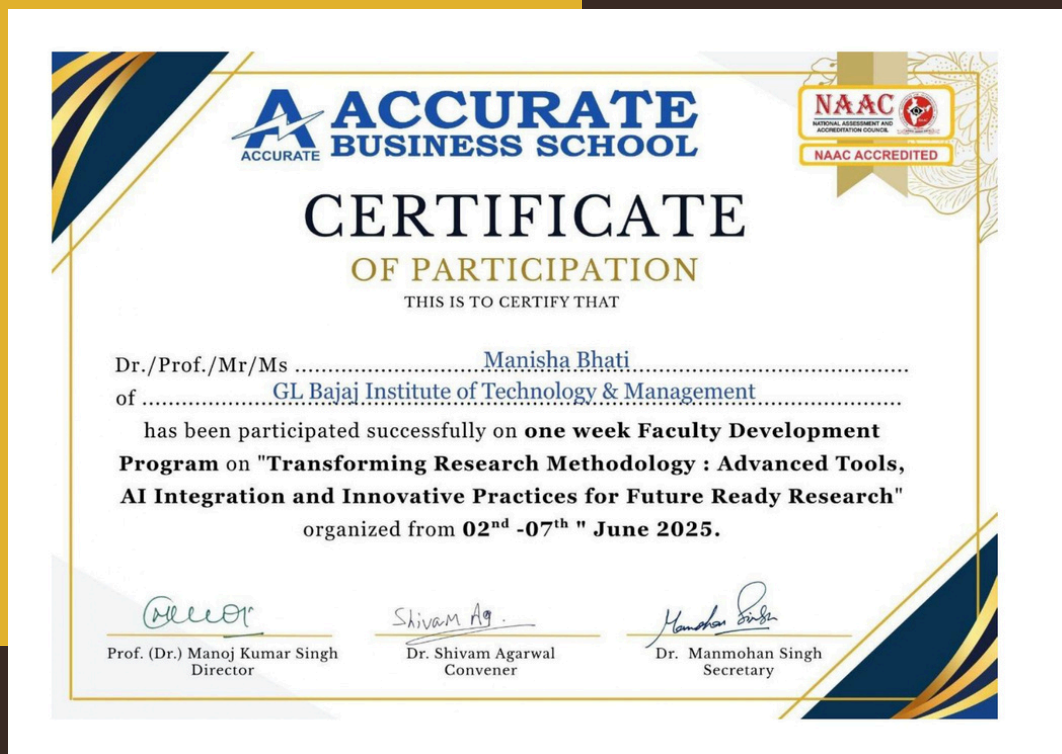 ACCURATE
ACCURATE
BUSINESS SCHOOL
NAAC
NATIONAL ASSESSMENT AND
ACCREDITATION COUNCIL
NAAC ACCREDITED
CERTIFICATE
OF PARTICIPATION
THIS IS TO CERTIFY THAT
Dr./Prof./Mr/Ms ........ Manisha Bhati ........
of ........ GL Bajaj Institute of Technology & Management ........
has been participated successfully on one week Faculty Development
Program on "Transforming Research Methodology : Advanced Tools,
AI Integration and Innovative Practices for Future Ready Research"
organized from 02nd -07th " June 2025.
Shivam Ag.
Manmohan Singh
Prof. (Dr.) Manoj Kumar Singh
Director
Dr. Shivam Agarwal
Convener
Dr. Manmohan Singh
Secretary